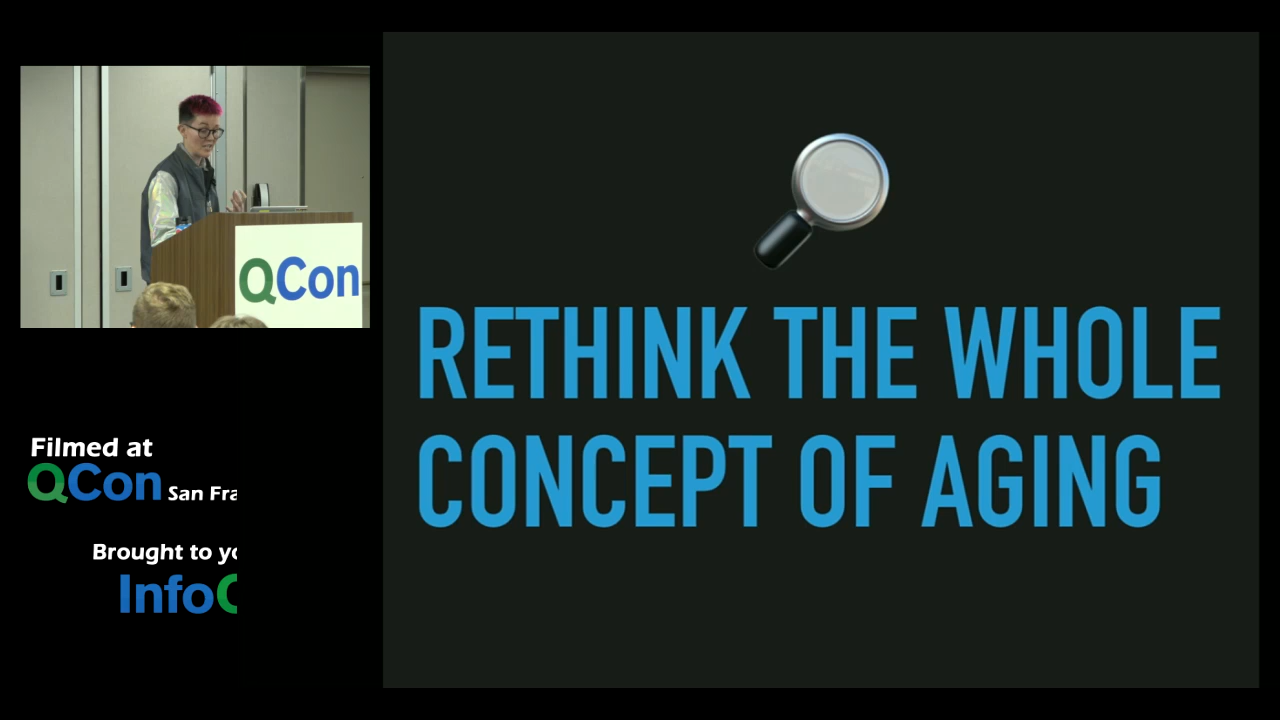 QCon
Filmed at
QCon San Fra
Brought to yo
InfoQ
RETHINK THE WHOLE
CONCEPT OF AGING